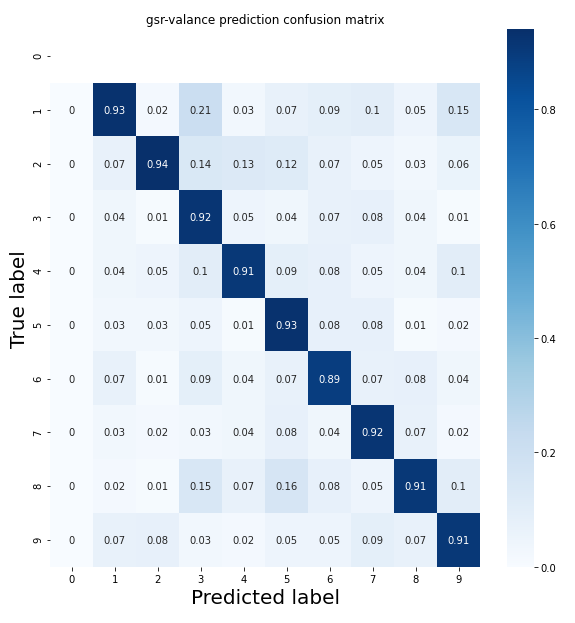 gsr-valance prediction confusion matrix
0
1 0 0.93 0.02 0.21 0.03 0.07 0.09 0.1 0.05 0.15
2 0 0.07 0.94 0.14 0.13 0.12 0.07 0.05 0.03 0.06
3 0 0.04 0.01 0.92 0.05 0.04 0.07 0.08 0.04 0.01
4 0 0.04 0.05 0.1 0.91 0.09 0.08 0.05 0.04 0.1
5 0 0.03 0.03 0.05 0.01 0.93 0.08 0.08 0.01 0.02
6 0 0.07 0.01 0.09 0.04 0.07 0.89 0.07 0.08 0.04
7 0 0.03 0.02 0.03 0.04 0.08 0.04 0.92 0.07 0.02
8 0 0.02 0.01 0.15 0.07 0.16 0.08 0.05 0.91 0.1
9 0 0.07 0.08 0.03 0.02 0.05 0.05 0.09 0.07 0.91
0 1 2 3 4 5 6 7 8 9
Predicted label
True label
0.8
0.6
0.4
0.2
0.0